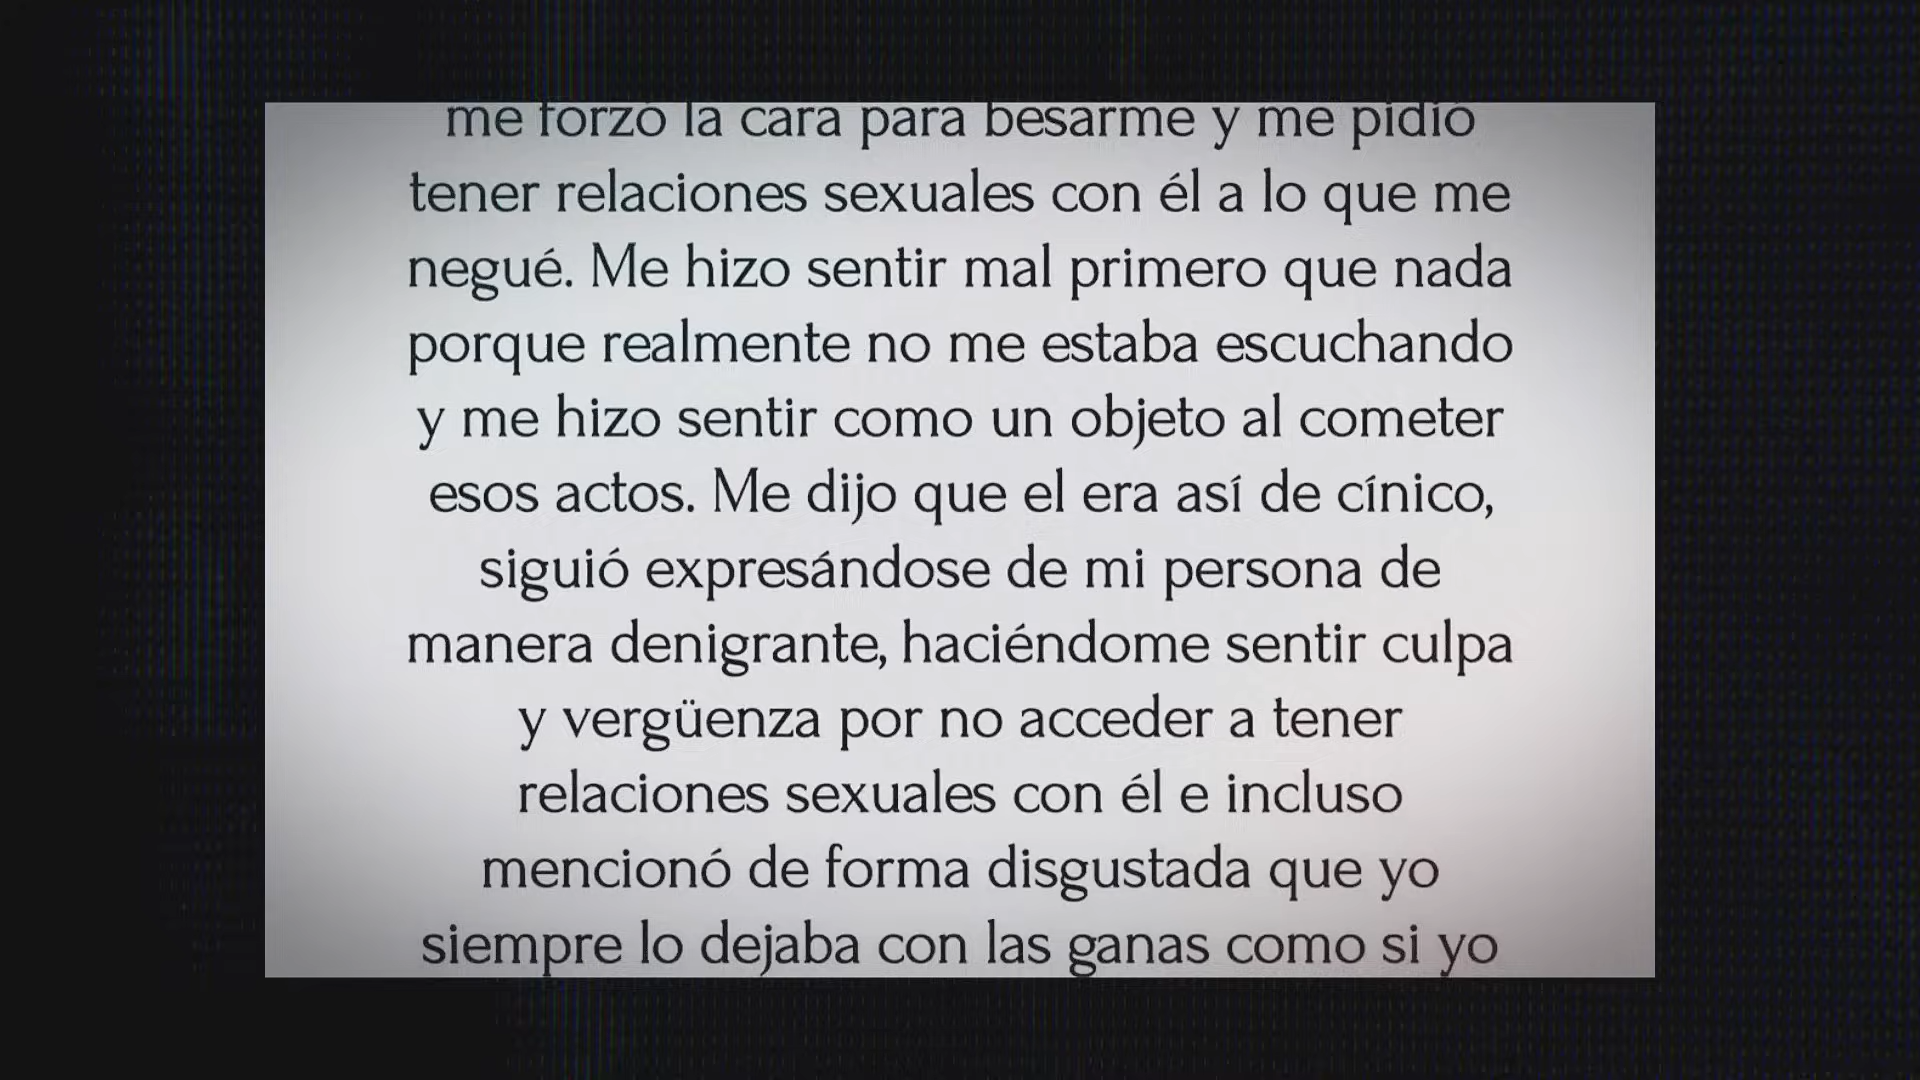 me forzó la cara para besarme y me pidió
tener relaciones sexuales con él a lo que me
negué. Me hizo sentir mal primero que nada
porque realmente no me estaba escuchando
y me hizo sentir como un objeto al cometer
esos actos. Me dijo que el era así de cínico,
siguió expresándose de mi persona de
manera denigrante, haciéndome sentir culpa
y vergüenza por no acceder a tener
relaciones sexuales con él e incluso
mencionó de forma disgustada que yo
siempre lo dejaba con las ganas como si yo